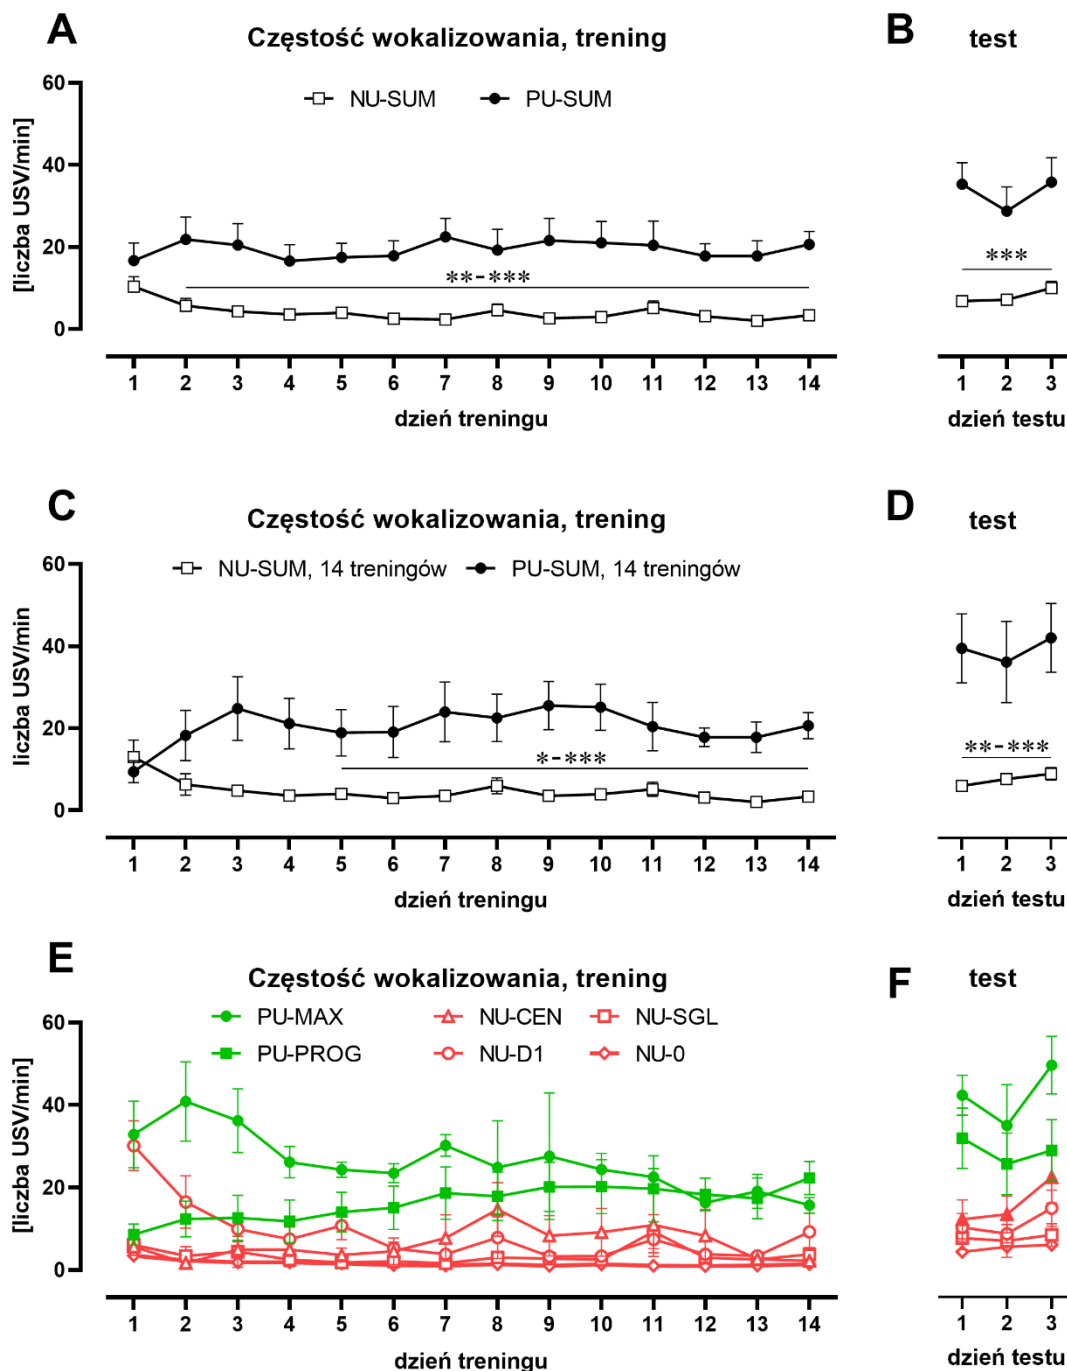 A
Częstość wokalizowania, trening
B
test
NU-SUM
PU-SUM
[liczba USV/min]
60
40
20
0
**-***
***
1 2 3 4 5 6 7 8 9 10 11 12 13 14
1 2 3
dzień treningu
dzień testu
C
Częstość wokalizowania, trening
D
test
NU-SUM, 14 treningów
PU-SUM, 14 treningów
liczba USV/min
60
40
20
0
*-***
**-***
1 2 3 4 5 6 7 8 9 10 11 12 13 14
1 2 3
dzień treningu
dzień testu
E
Częstość wokalizowania, trening
F
test
PU-MAX
NU-CEN
NU-SGL
PU-PROG
NU-D1
NU-0
[liczba USV/min]
60
40
20
0
1 2 3 4 5 6 7 8 9 10 11 12 13 14
1 2 3
dzień treningu
dzień testu